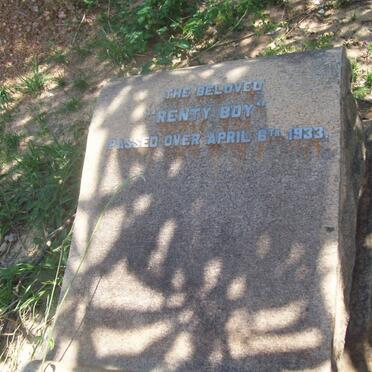 THE BELOVED
"RENTY BOY"
PASSED OVER APRIL 6TH 1933.